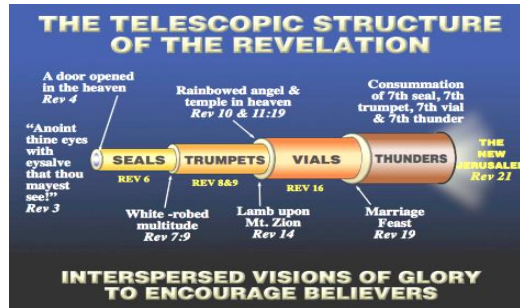 THE TELESCOPIC STRUCTURE
OF THE REVELATION
A door opened
in the heaven
Rev 4
Rainbowed angel &
temple in heaven
Rev 10 & 11:19
Consummation
of 7th seal, 7th
trumpet, 7th vial
& 7th thunder
“Anoint
thine eyes
with
eysalve
that thou
mayest
see!”
Rev 3
SEALS
TRUMPETS
VIALS
THUNDERS
REV 6
REV 8&9
REV 16
THE
NEW
JERUSALEM
Rev 21
White -robed
multitude
Rev 7:9
Lamb upon
Mt. Zion
Rev 14
Marriage
Feast
Rev 19
INTERSPERSED VISIONS OF GLORY
TO ENCOURAGE BELIEVERS